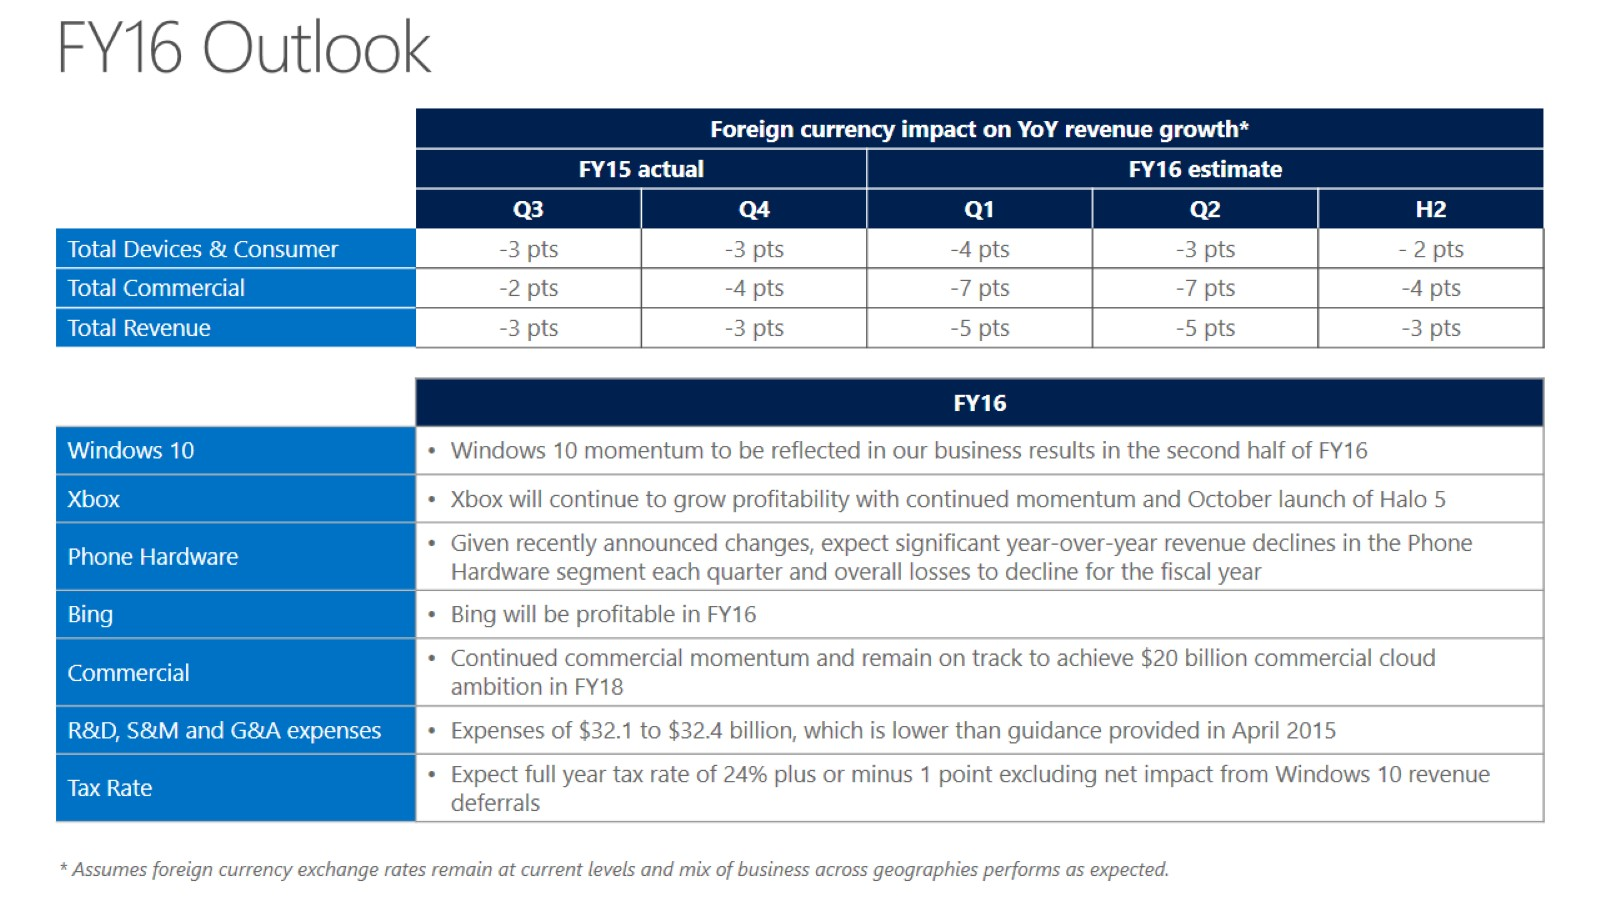 FY16 Outlook
Foreign currency impact on YoY revenue growth*
FY15 actual FY16 estimate
Q3 Q4 Q1 Q2 H2
Total Devices & Consumer -3 pts -3 pts -4 pts -3 pts - 2 pts
Total Commercial -2 pts -4 pts -7 pts -7 pts -4 pts
Total Revenue -3 pts -3 pts -5 pts -5 pts -3 pts
FY16
Windows 10 • Windows 10 momentum to be reflected in our business results in the second half of FY16
Xbox • Xbox will continue to grow profitability with continued momentum and October launch of Halo 5
Phone Hardware • Given recently announced changes, expect significant year-over-year revenue declines in the Phone
Hardware segment each quarter and overall losses to decline for the fiscal year
Bing • Bing will be profitable in FY16
Commercial • Continued commercial momentum and remain on track to achieve $20 billion commercial cloud
ambition in FY18
R&D, S&M and G&A expenses • Expenses of $32.1 to $32.4 billion, which is lower than guidance provided in April 2015
Tax Rate • Expect full year tax rate of 24% plus or minus 1 point excluding net impact from Windows 10 revenue
deferrals
* Assumes foreign currency exchange rates remain at current levels and mix of business across geographies performs as expected.